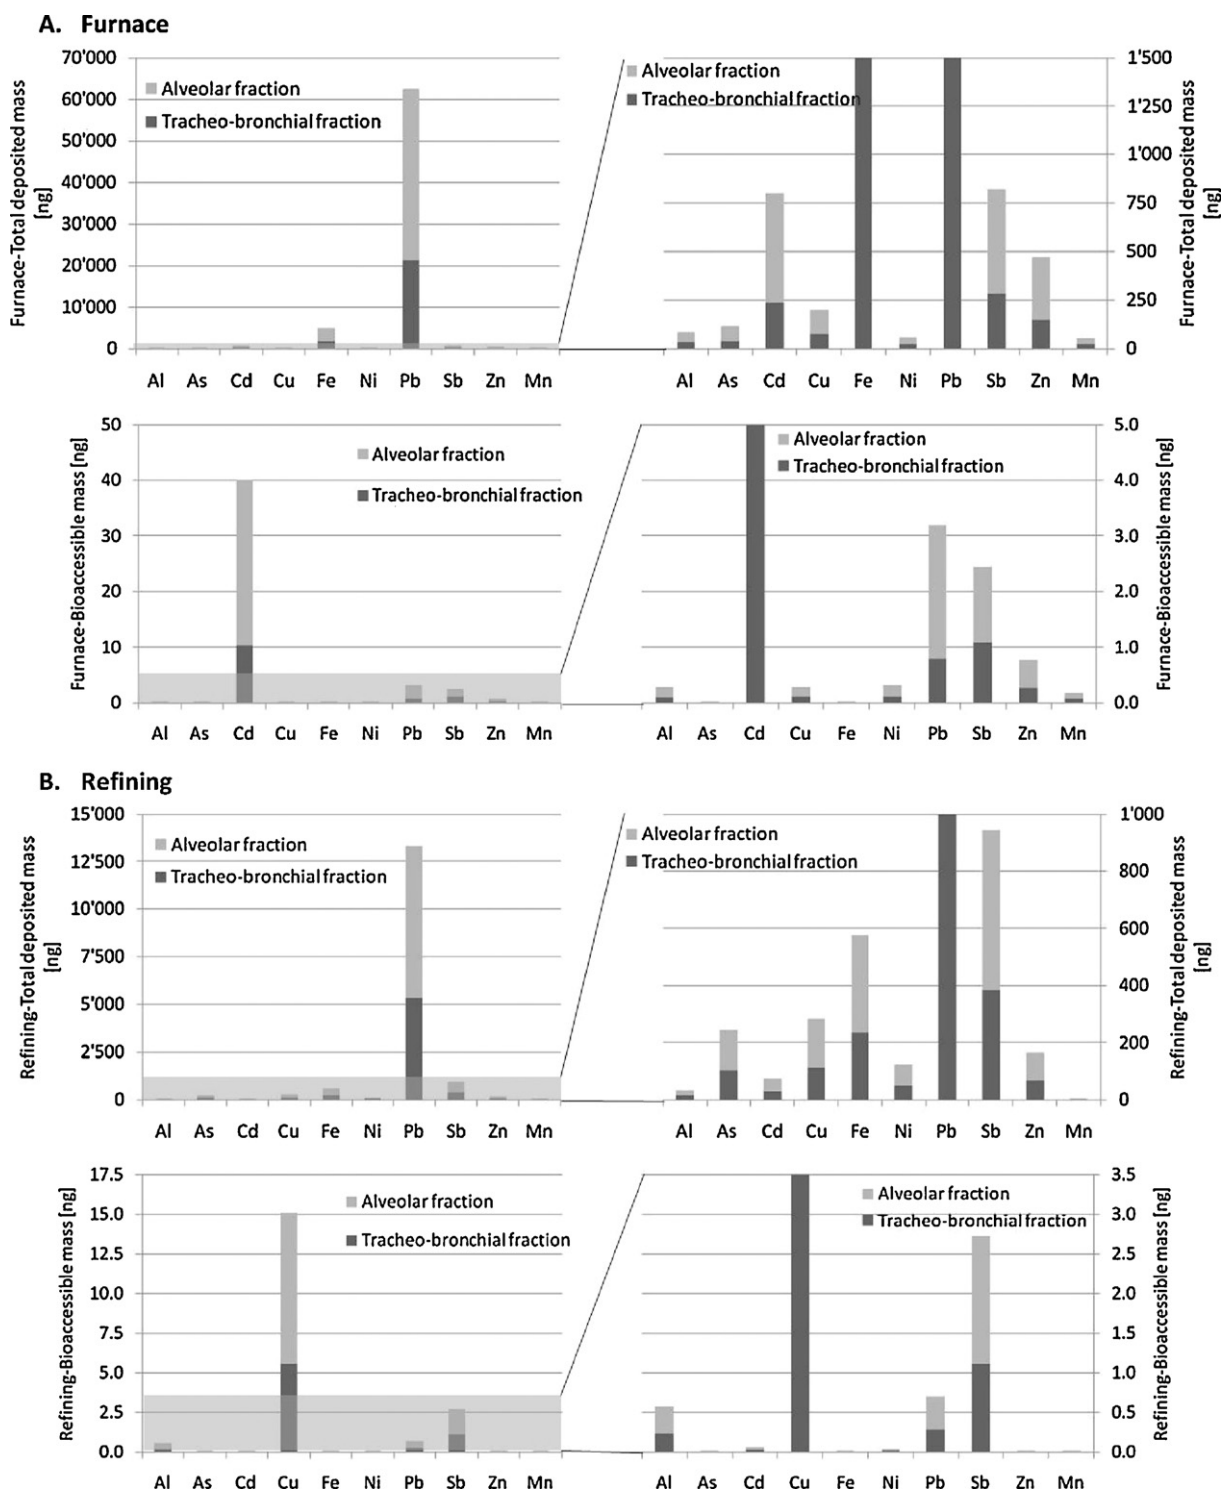 A. Furnace
Furnace-Total deposited mass
[ng]
70'000
60'000
50'000
40'000
30'000
20'000
10'000
0
Alveolar fraction
Tracheo-bronchial fraction
Al As Cd Cu Fe Ni Pb Sb Zn Mn
Alveolar fraction
Tracheo-bronchial fraction
1'500
1'250
1'000
750
500
250
0
Furnace-Total deposited mass
[ng]
Al As Cd Cu Fe Ni Pb Sb Zn Mn
Furnace-Bioaccessible mass [ng]
50
40
30
20
10
0
Alveolar fraction
Tracheo-bronchial fraction
Al As Cd Cu Fe Ni Pb Sb Zn Mn
Alveolar fraction
Tracheo-bronchial fraction
5.0
4.0
3.0
2.0
1.0
0.0
Furnace-Bioaccessible mass [ng]
Al As Cd Cu Fe Ni Pb Sb Zn Mn
B. Refining
Refining-Total deposited mass
[ng]
15'000
12'500
10'000
7'500
5'000
2'500
0
Alveolar fraction
Tracheo-bronchial fraction
Al As Cd Cu Fe Ni Pb Sb Zn Mn
Alveolar fraction
Tracheo-bronchial fraction
1'000
800
600
400
200
0
Refining-Total deposited mass
[ng]
Al As Cd Cu Fe Ni Pb Sb Zn Mn
Refining-Bioaccessible mass [ng]
17.5
15.0
12.5
10.0
7.5
5.0
2.5
0.0
Alveolar fraction
Tracheo-bronchial fraction
Al As Cd Cu Fe Ni Pb Sb Zn Mn
Alveolar fraction
Tracheo-bronchial fraction
3.5
3.0
2.5
2.0
1.5
1.0
0.5
0.0
Refining-Bioaccessible mass [ng]
Al As Cd Cu Fe Ni Pb Sb Zn Mn